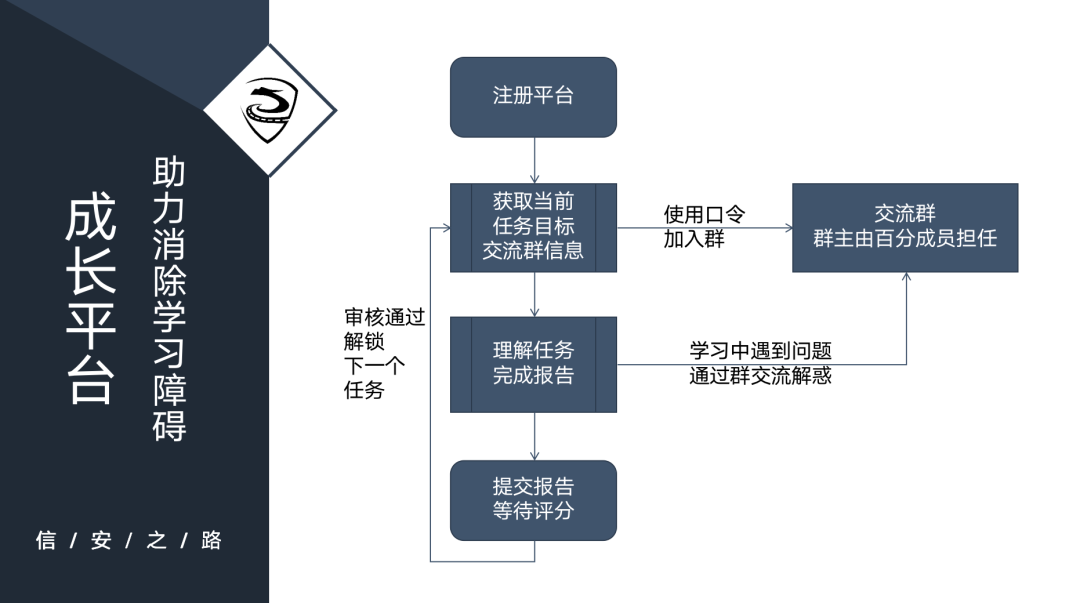 成长平台
助力消除学习障碍
信 / 安 / 之 / 路
注册平台
获取当前
任务目标
交流群信息
使用口令
加入群
交流群
群主由百分成员担任
审核通过
解锁
下一个
任务
理解任务
完成报告
学习中遇到问题
通过群交流解惑
提交报告
等待评分